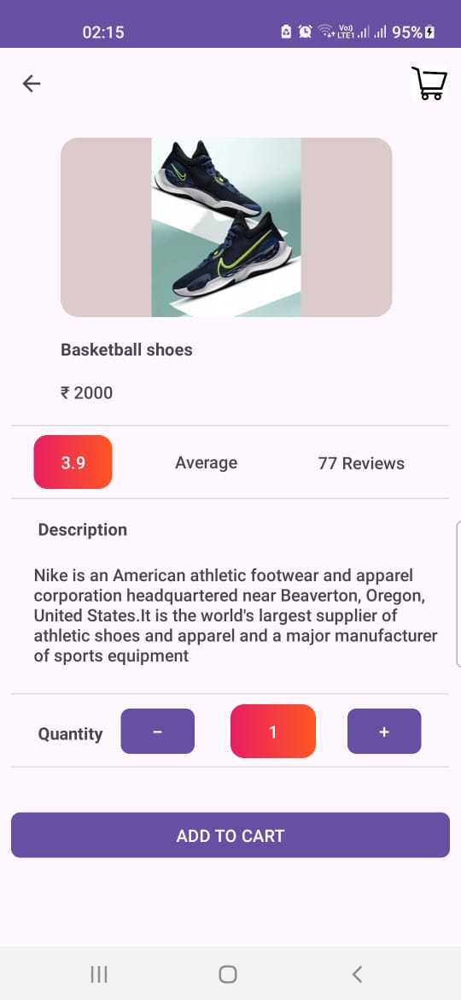 02:15
Vo)) LTE1 95%
Basketball shoes
₹ 2000
3.9 Average 77 Reviews
Description
Nike is an American athletic footwear and apparel
corporation headquartered near Beaverton, Oregon,
United States.It is the world's largest supplier of
athletic shoes and apparel and a major manufacturer
of sports equipment
Quantity - 1 +
ADD TO CART